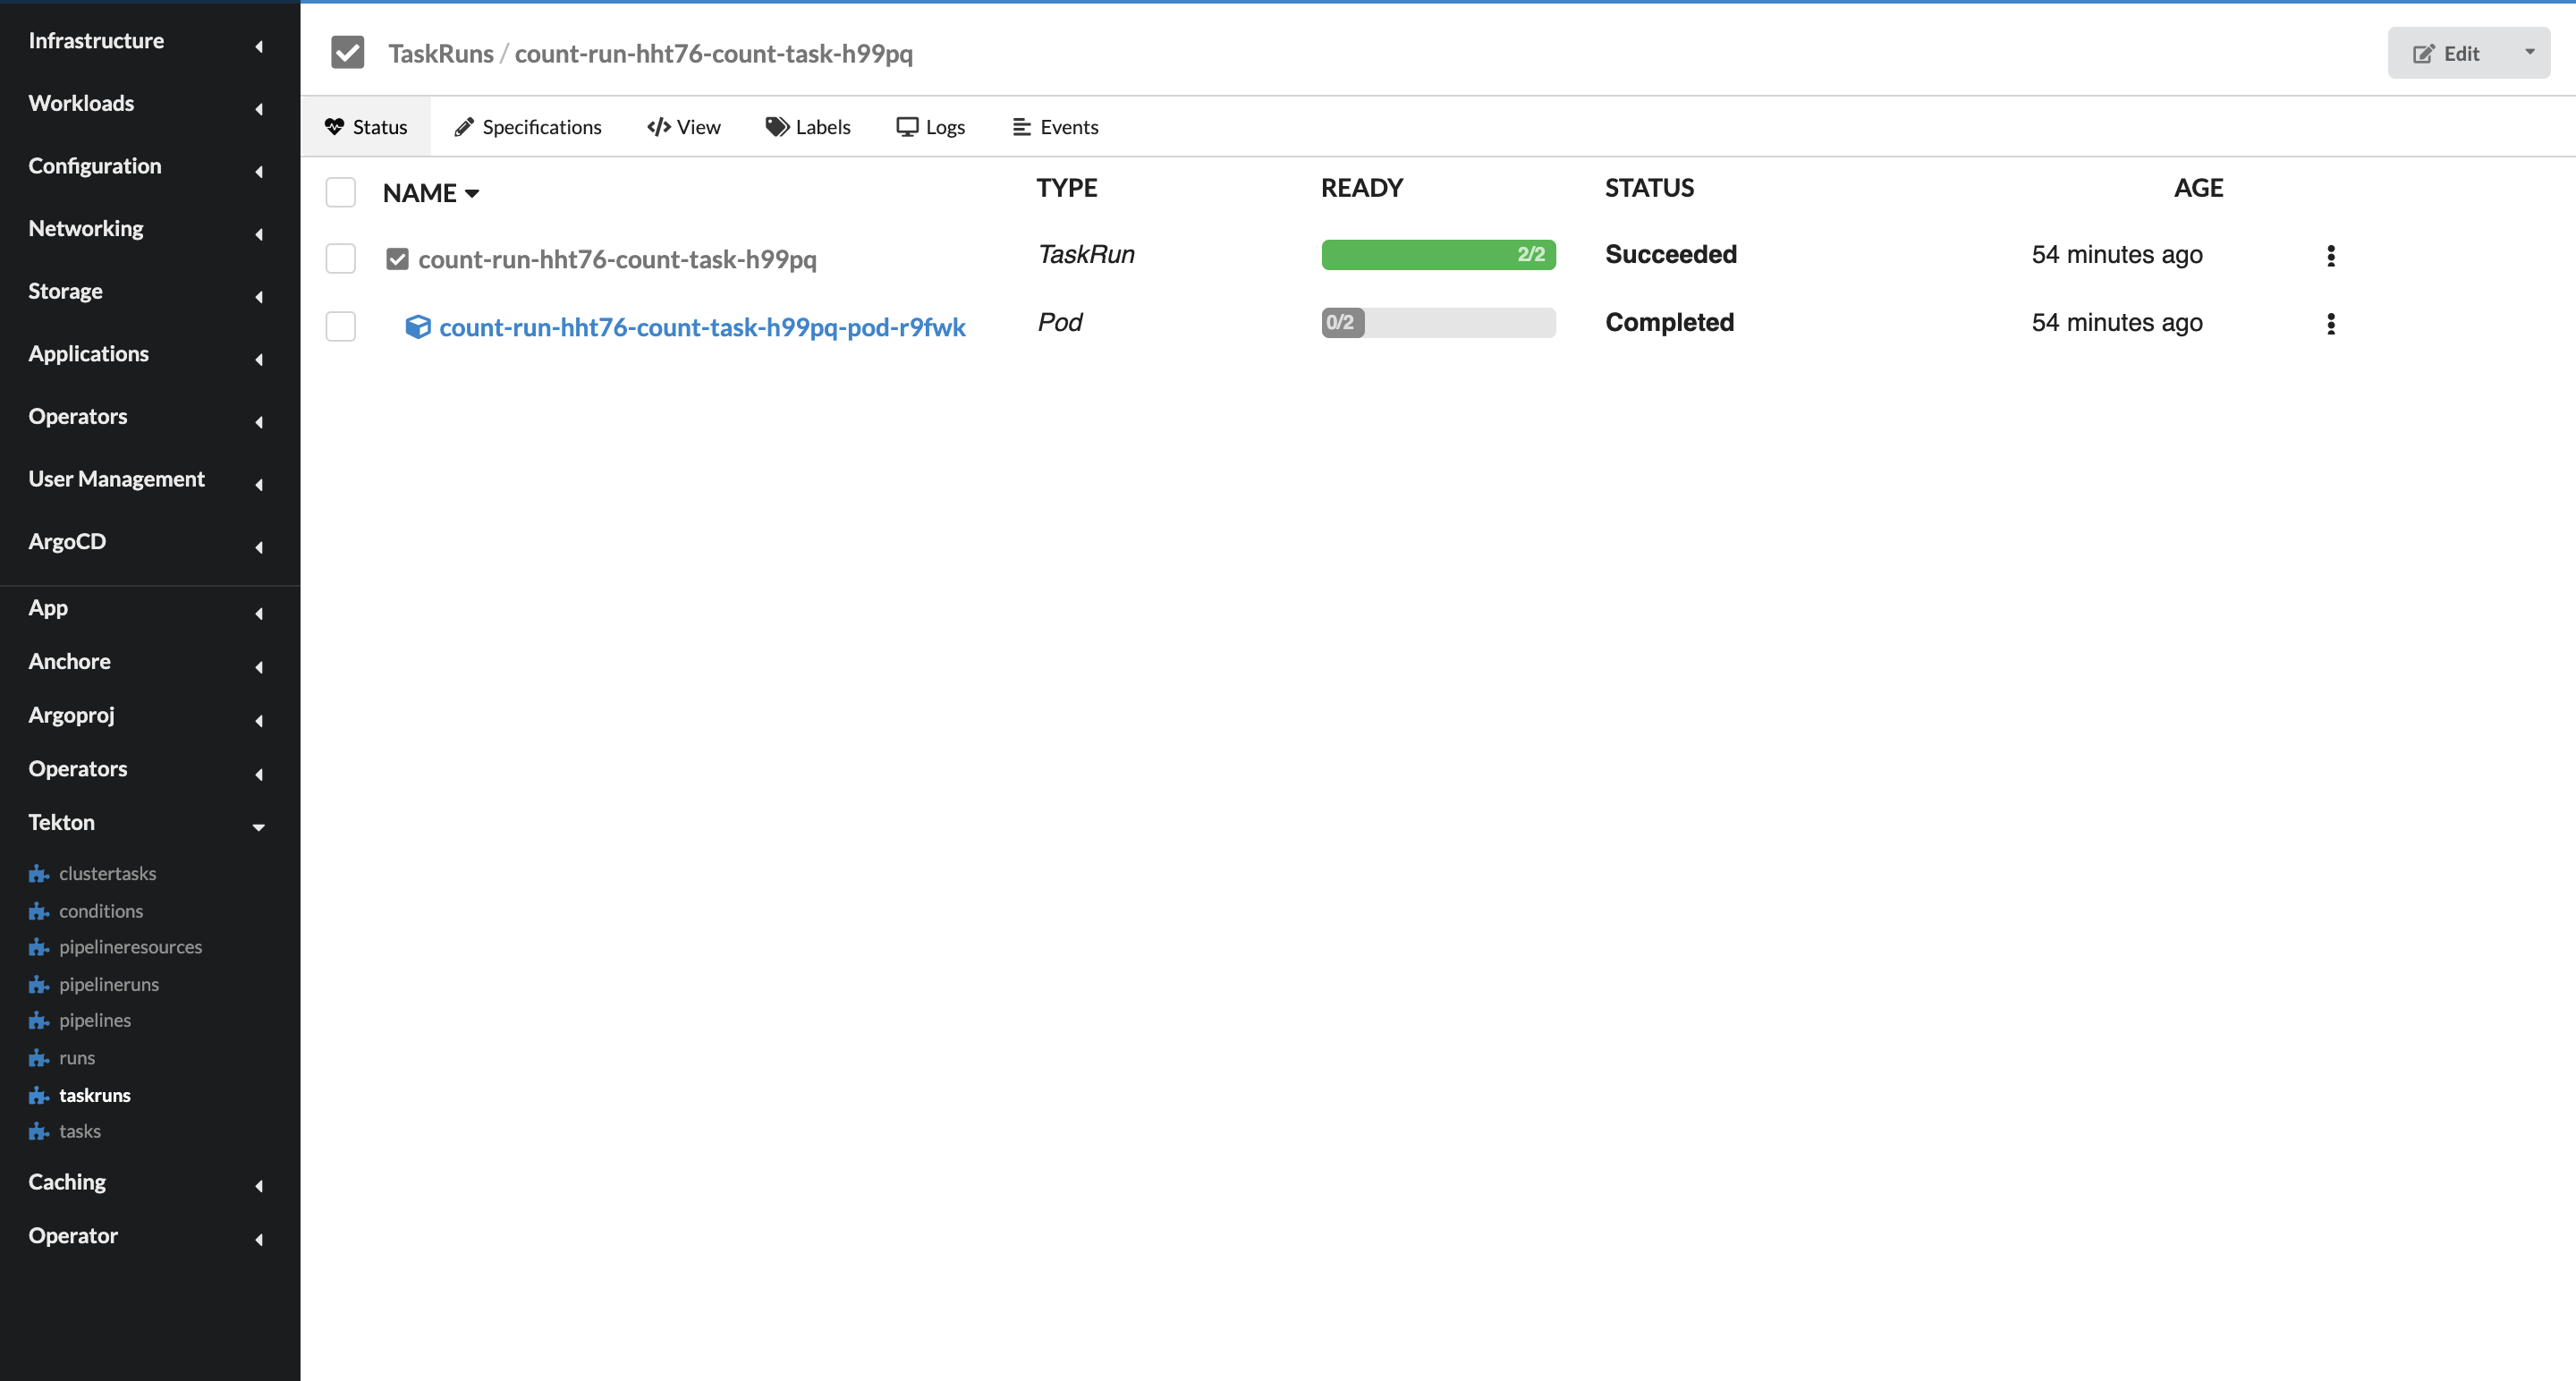 Infrastructure
Workloads
Configuration
Networking
Storage
Applications
Operators
User Management
ArgoCD
App
Anchore
Argoproj
Operators
Tekton
clustertasks
conditions
pipelineresources
pipelineruns
pipelines
runs
taskruns
tasks
Caching
Operator
TaskRuns / count-run-hht76-count-task-h99pq
Edit
Status Specifications View Labels Logs Events
NAME TYPE READY STATUS AGE
count-run-hht76-count-task-h99pq TaskRun 2/2 Succeeded 54 minutes ago
count-run-hht76-count-task-h99pq-pod-r9fwk Pod 0/2 Completed 54 minutes ago